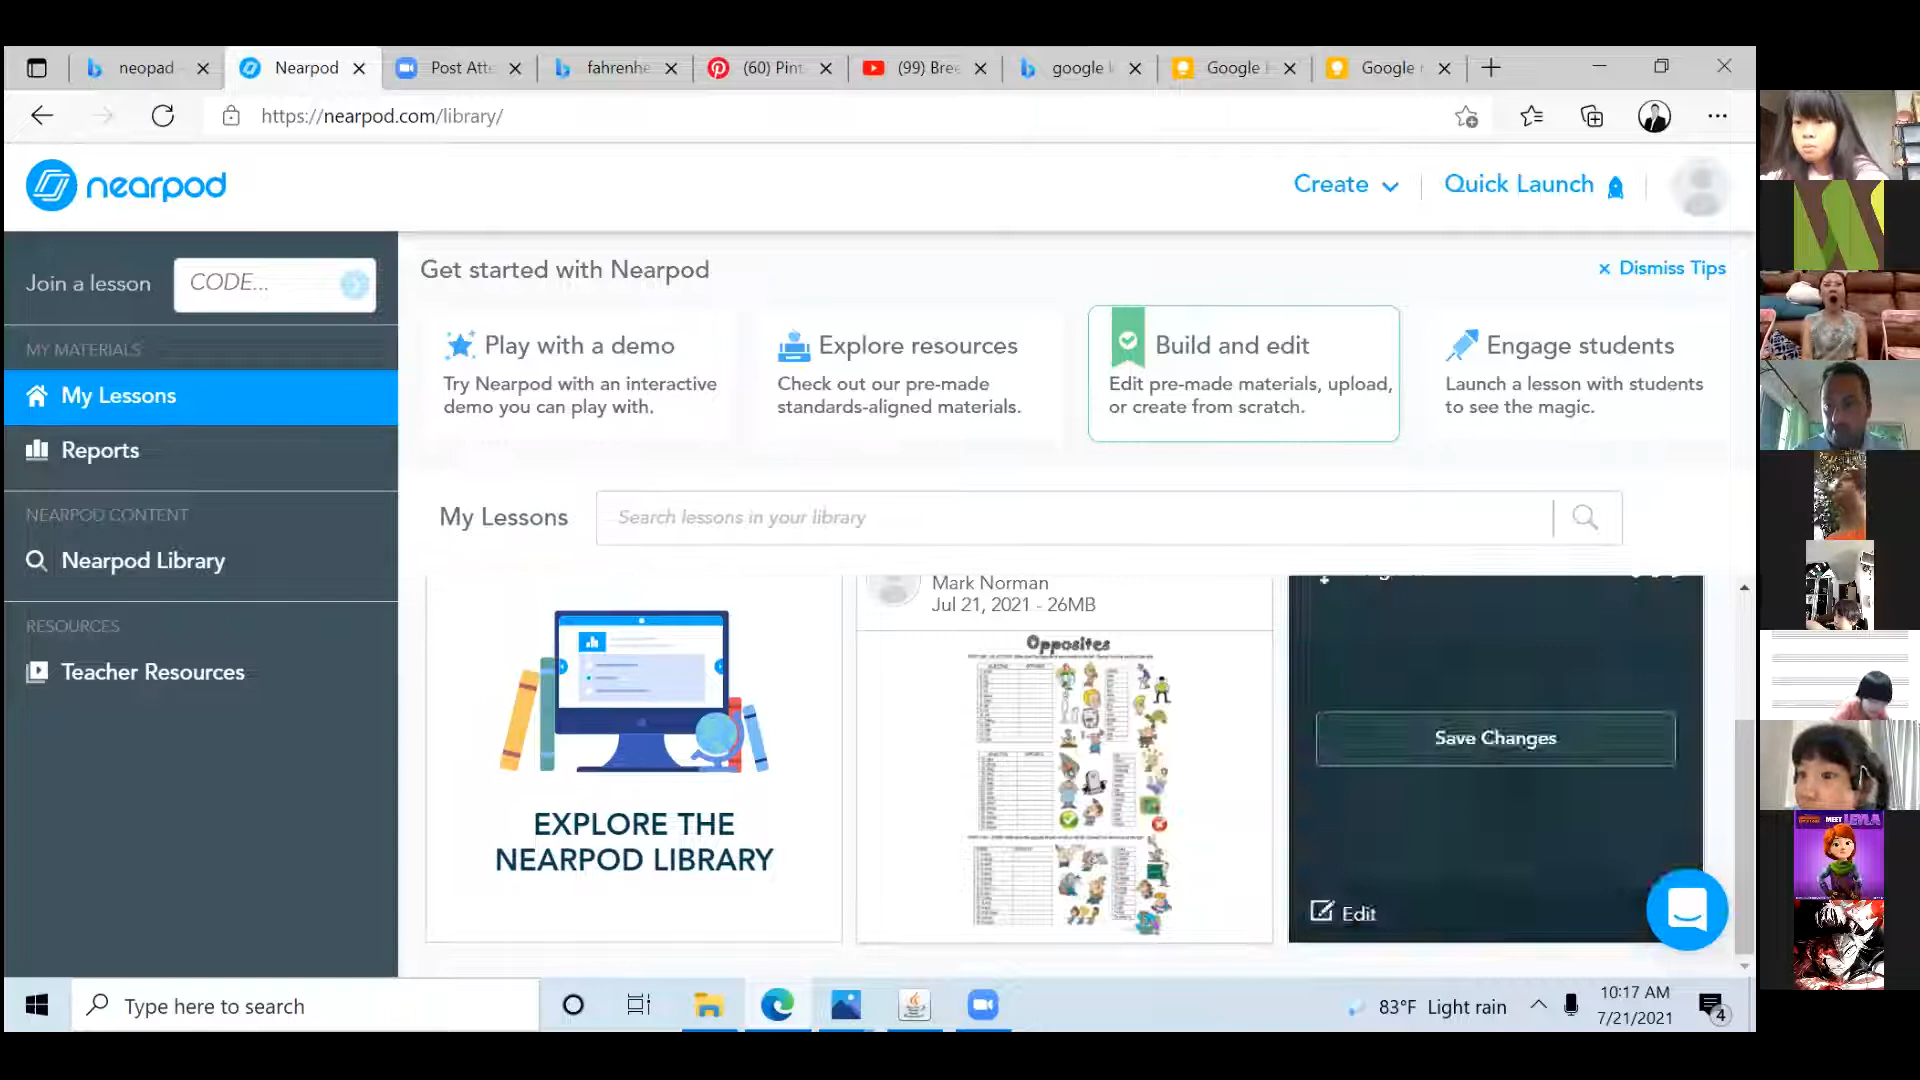 neopad
Nearpod
Post Atte
fahrenhe
(60) Pint
(99) Bree
google
Google
Google
https://nearpod.com/library/
nearpod
Create
Quick Launch
Join a lesson
CODE...
MY MATERIALS
My Lessons
Reports
NEARPOD CONTENT
Nearpod Library
RESOURCES
Teacher Resources
Get started with Nearpod
× Dismiss Tips
Play with a demo
Try Nearpod with an interactive
demo you can play with.
Explore resources
Check out our pre-made
standards-aligned materials.
Build and edit
Edit pre-made materials, upload,
or create from scratch.
Engage students
Launch a lesson with students
to see the magic.
My Lessons
Search lessons in your library
EXPLORE THE
NEARPOD LIBRARY
Mark Norman
Jul 21, 2021 - 26MB
Opposites
Save Changes
Edit
MEET LEYLA
Type here to search
83°F Light rain
10:17 AM
7/21/2021
4